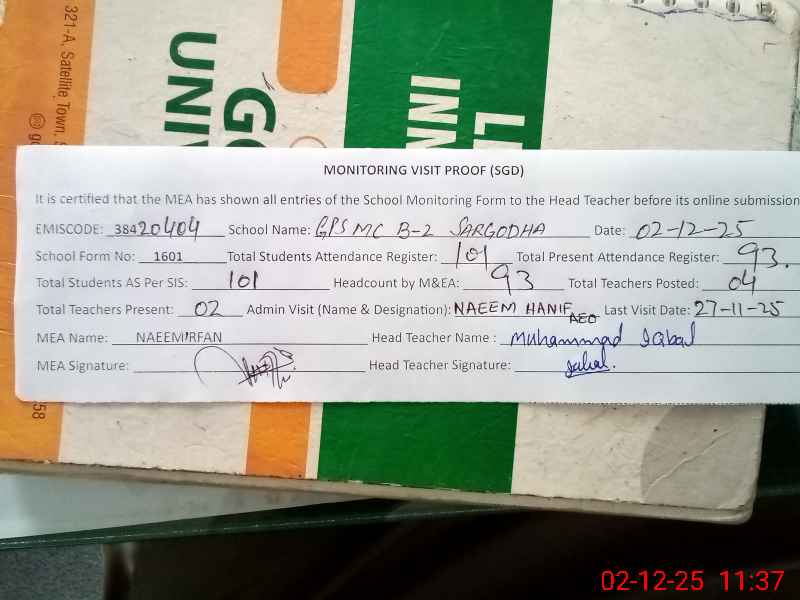 321-A, Satellite Town,
GO
UNIV
LI
INN
MONITORING VISIT PROOF (SGD)
It is certified that the MEA has shown all entries of the School Monitoring Form to the Head Teacher before its online submission
EMISCODE: 38420404 School Name: GPS MC B-2 SARGODHA Date: 02-12-25
School Form No: 1601 Total Students Attendance Register: 101 Total Present Attendance Register: 93.
Total Students AS Per SIS: 101 Headcount by M&EA: 93 Total Teachers Posted: 04
Total Teachers Present: 02 Admin Visit (Name & Designation): NAEEM HANIF AEO Last Visit Date: 27-11-25
MEA Name: NAEEM IRFAN Head Teacher Name : Muhammad Iqbal
MEA Signature: Head Teacher Signature: Iqbal.
58
02-12-25 11:37